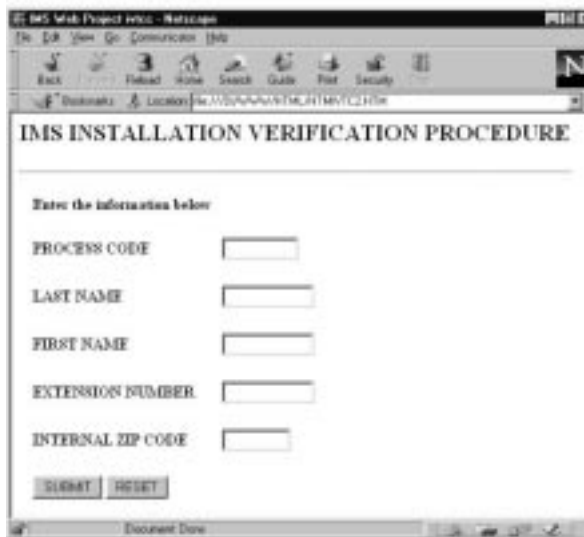 IMS Web Project ivtcc - Netscape
File Edit View Go Communicator Help
Back Reload Home Search Guide Print Security
N
Bookmarks Location
IMS INSTALLATION VERIFICATION PROCEDURE
Enter the information below
PROCESS CODE
LAST NAME
FIRST NAME
EXTENSION NUMBER
INTERNAL ZIP CODE
SUBMIT RESET
Document Done